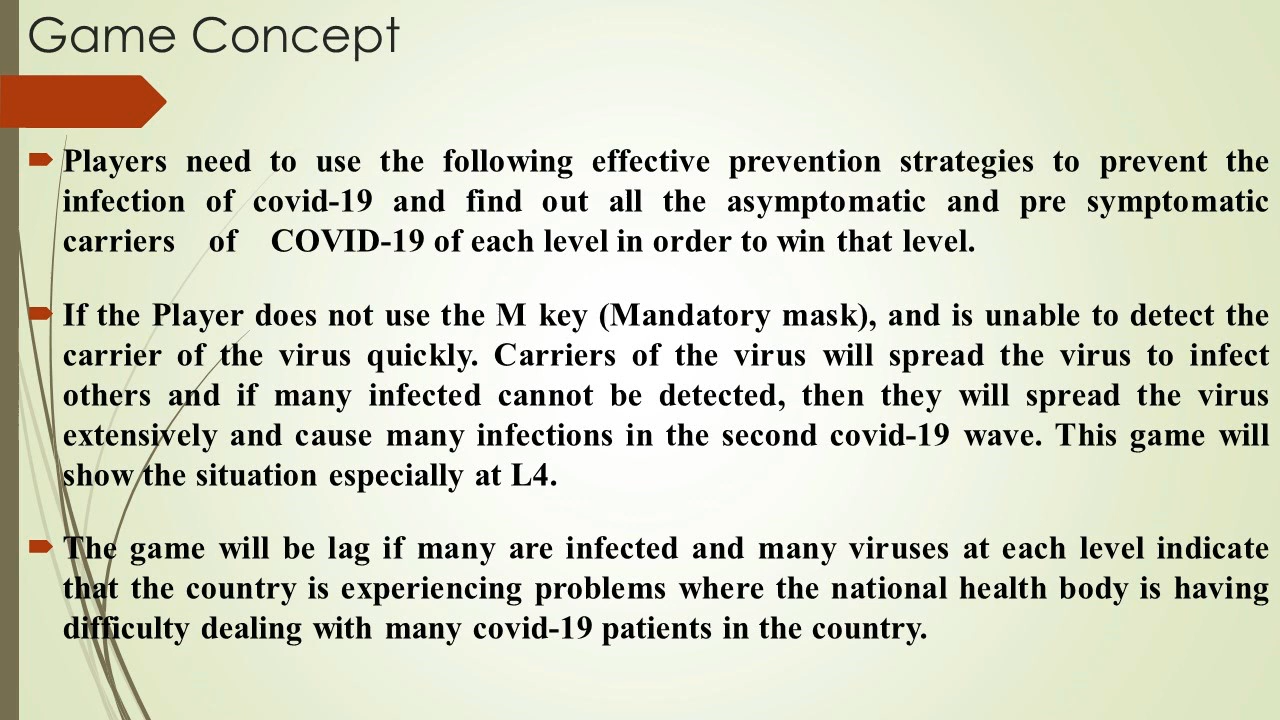 Game Concept
Players need to use the following effective prevention strategies to prevent the
infection of covid-19 and find out all the asymptomatic and pre symptomatic
carriers of COVID-19 of each level in order to win that level.
If the Player does not use the M key (Mandatory mask), and is unable to detect the
carrier of the virus quickly. Carriers of the virus will spread the virus to infect
others and if many infected cannot be detected, then they will spread the virus
extensively and cause many infections in the second covid-19 wave. This game will
show the situation especially at L4.
The game will be lag if many are infected and many viruses at each level indicate
that the country is experiencing problems where the national health body is having
difficulty dealing with many covid-19 patients in the country.